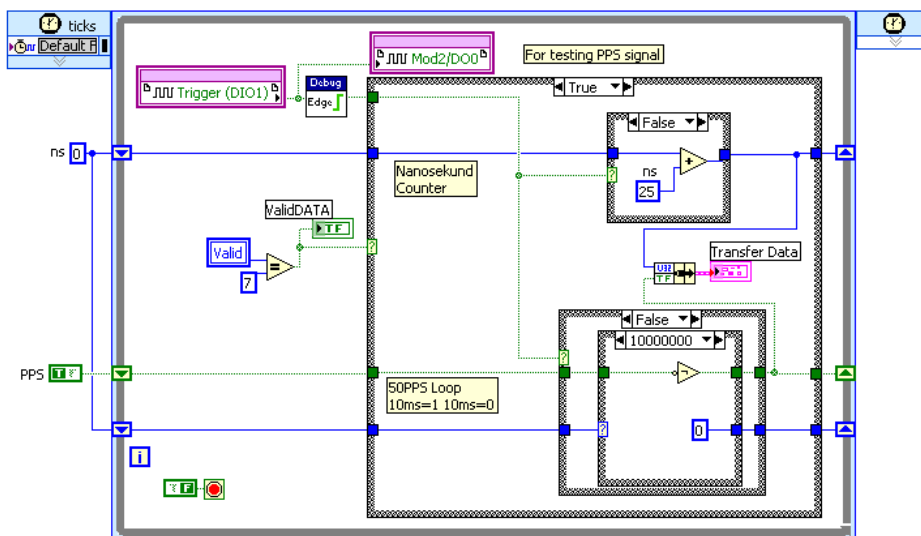 ticks
Default F
Mod2/DO0
For testing PPS signal
Trigger (DIO1)
Debug
Edge
True
False
ns 0
Nanosekund
Counter
ns
25
ValidDATA
TF
Valid
7
U32
TF
Transfer Data
False
10000000
PPS T
50PPS Loop
10ms=1 10ms=0
0
i
F